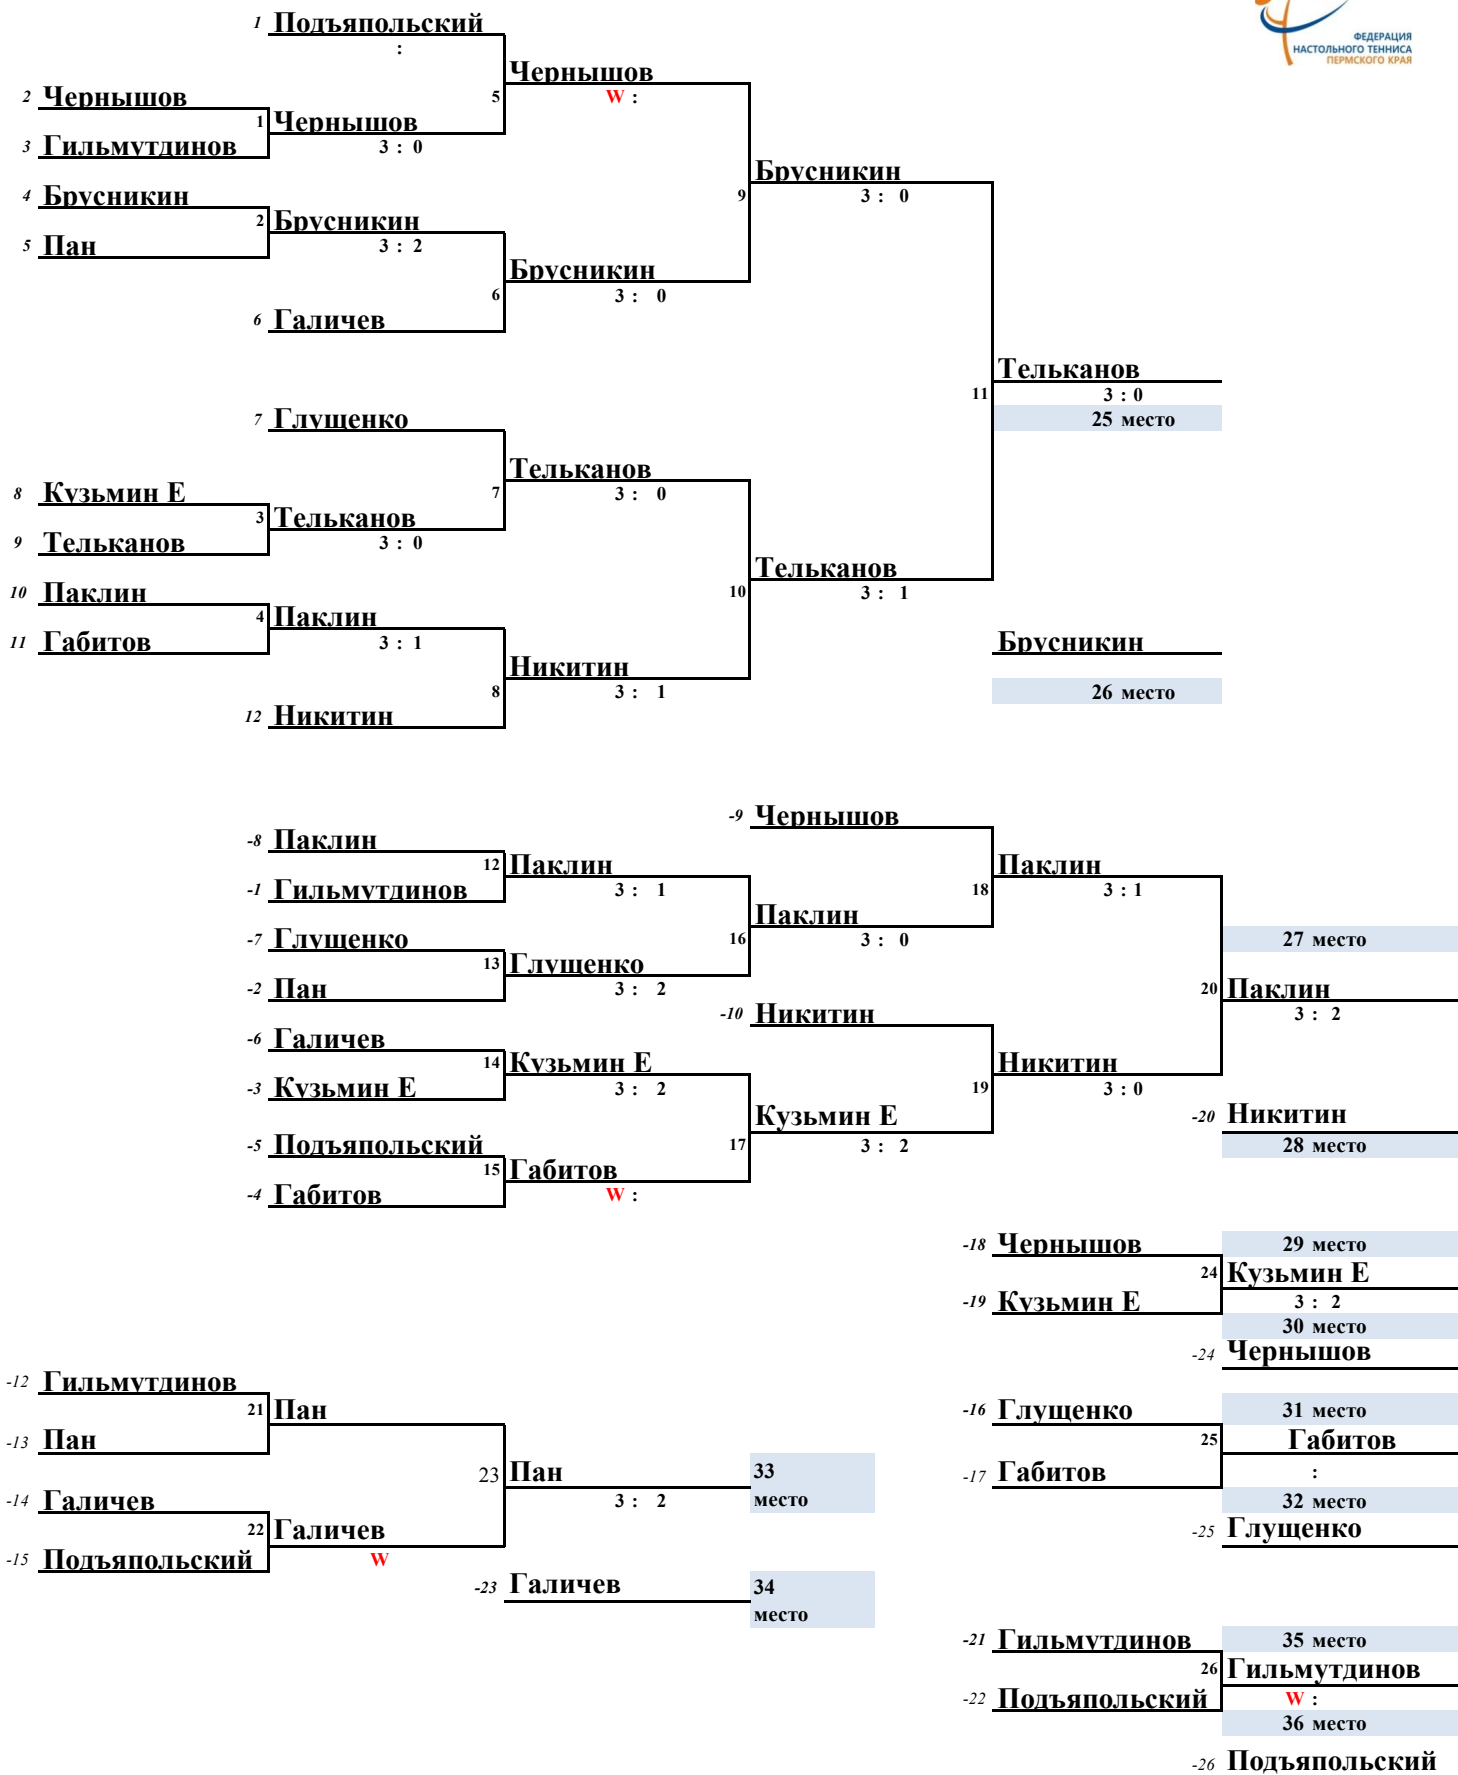 ФЕДЕРАЦИЯ
НАСТОЛЬНОГО ТЕННИСА
ПЕРМСКОГО КРАЯ
1 Подъяпольский
:
Чернышов
5 W :
2 Чернышов
1 Чернышов
3 Гильмутдинов 3 : 0
Брусникин
9 3 : 0
4 Брусникин
2 Брусникин
5 Пан 3 : 2
Брусникин
6 3 : 0
6 Галичев
Тельканов
11 3 : 0
25 место
7 Глущенко
Тельканов
7 3 : 0
8 Кузьмин Е
3 Тельканов
9 Тельканов 3 : 0
Тельканов
10 3 : 1
10 Паклин
4 Паклин
11 Габитов 3 : 1
Брусникин
Никитин
8 3 : 1
26 место
12 Никитин
-9 Чернышов
-8 Паклин
12 Паклин
Паклин
-1 Гильмутдинов 3 : 1
18 3 : 1
Паклин
-7 Глущенко 16 3 : 0
27 место
13 Глущенко
-2 Пан 3 : 2
20 Паклин
3 : 2
-10 Никитин
-6 Галичев
14 Кузьмин Е
Никитин
-3 Кузьмин Е 3 : 2
19 3 : 0
Кузьмин Е
-20 Никитин
-5 Подъяпольский 17 3 : 2
28 место
15 Габитов
-4 Габитов W :
-18 Чернышов 29 место
24 Кузьмин Е
-19 Кузьмин Е 3 : 2
30 место
-24 Чернышов
-12 Гильмутдинов
21 Пан
-13 Пан
-16 Глущенко 31 место
25 Габитов
-17 Габитов :
32 место
-25 Глущенко
23 Пан 33
3 : 2 место
-14 Галичев
22 Галичев
-15 Подъяпольский W
-23 Галичев 34
место
-21 Гильмутдинов 35 место
26 Гильмутдинов
-22 Подъяпольский W :
36 место
-26 Подъяпольский